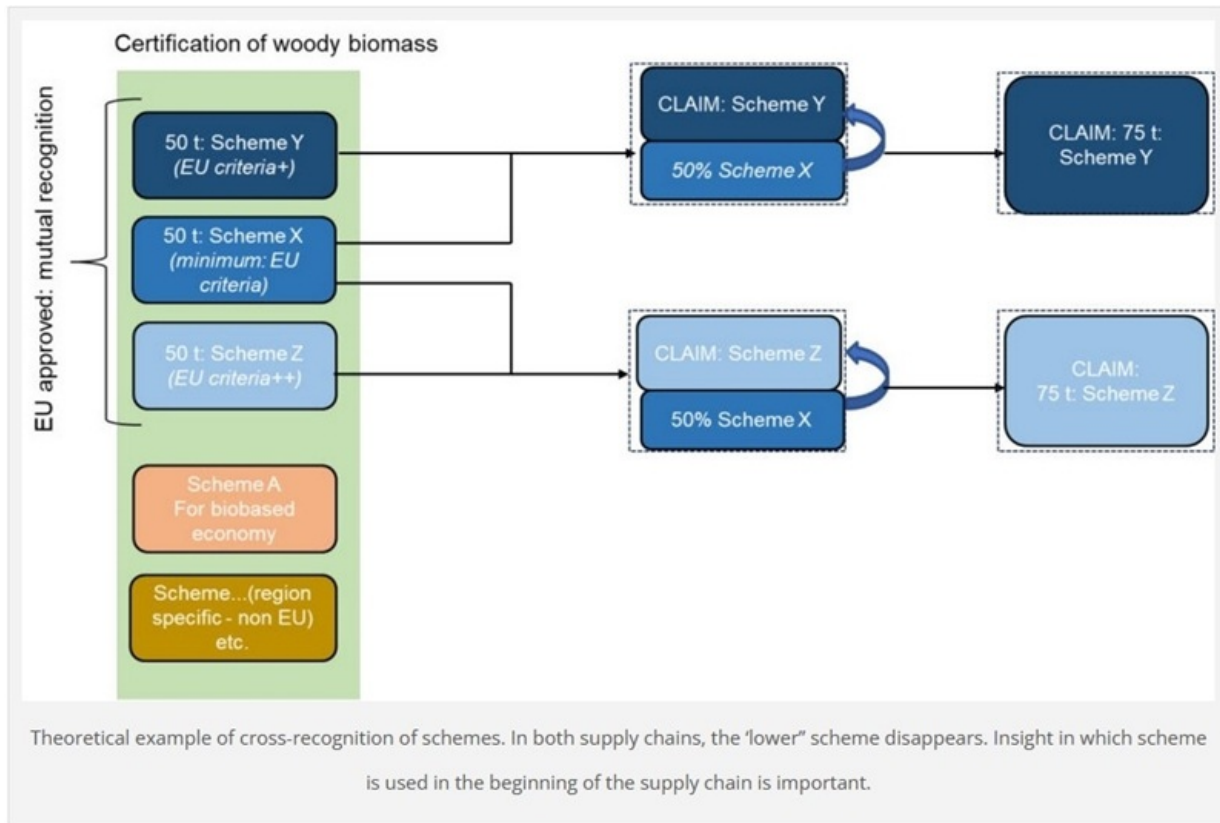 Certification of woody biomass
EU approved: mutual recognition
50 t: Scheme Y
(EU criteria+)
50 t: Scheme X
(minimum: EU
criteria)
50 t: Scheme Z
(EU criteria++)
Scheme A
For biobased
economy
Scheme...(region
specific - non EU)
etc.
CLAIM: Scheme Y
50% Scheme X
CLAIM: 75 t:
Scheme Y
CLAIM: Scheme Z
50% Scheme X
CLAIM:
75 t: Scheme Z
Theoretical example of cross-recognition of schemes. In both supply chains, the ‘lower” scheme disappears. Insight in which scheme
is used in the beginning of the supply chain is important.